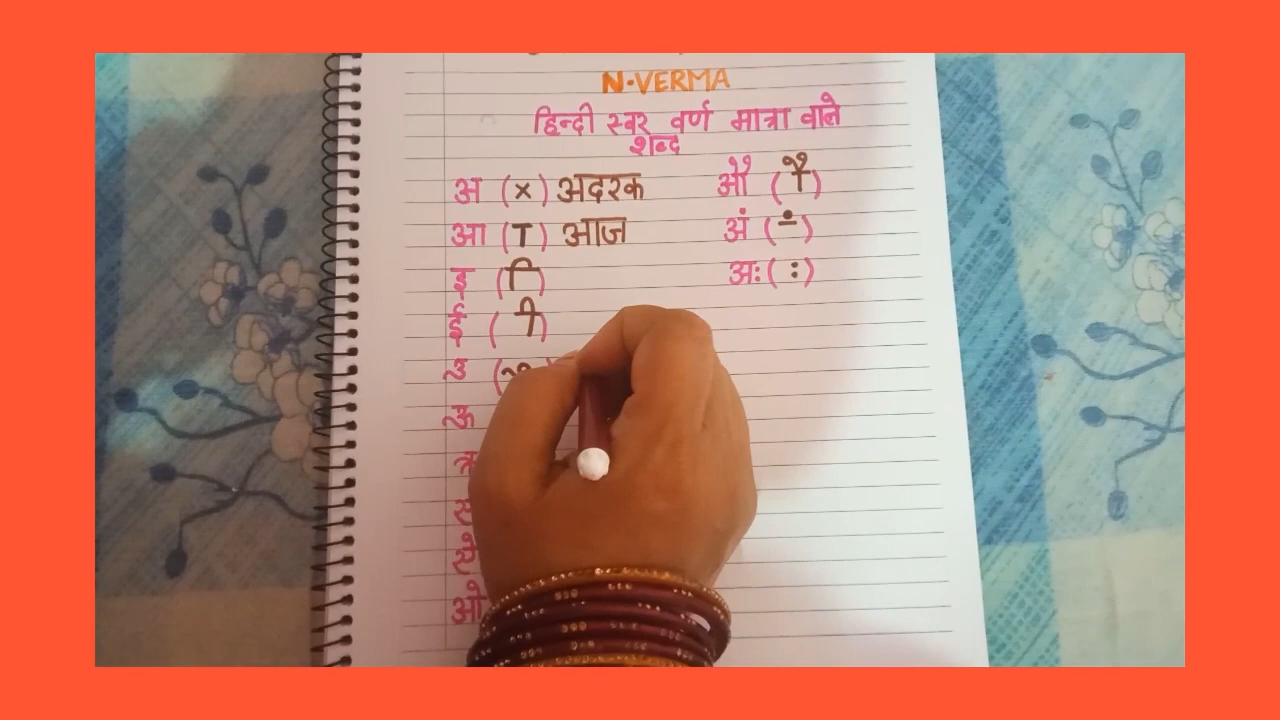 N·VERMA
हिन्दी स्वर वर्ण मात्रा वाले
शब्द
अ (×) अदरक
आ (ा) आज
इ (ि)
ई (ी)
उ
ऊ
ऋ
ए
ऐ
ओ
औ (ौ)
अं (ं)
अः (ः)